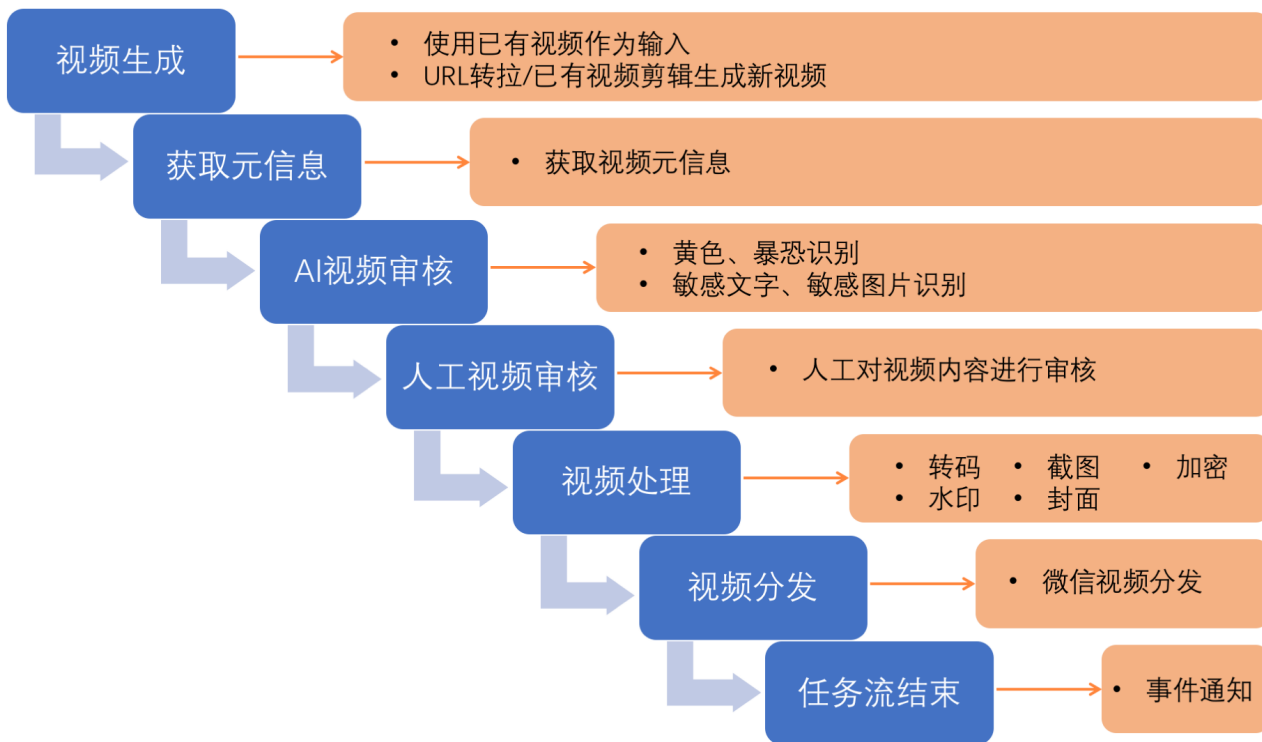 视频生成
• 使用已有视频作为输入
• URL转拉/已有视频剪辑生成新视频
获取元信息
• 获取视频元信息
AI视频审核
• 黄色、暴恐识别
• 敏感文字、敏感图片识别
人工视频审核
• 人工对视频内容进行审核
视频处理
• 转码 • 截图 • 加密
• 水印 • 封面
视频分发
• 微信视频分发
任务流结束
• 事件通知